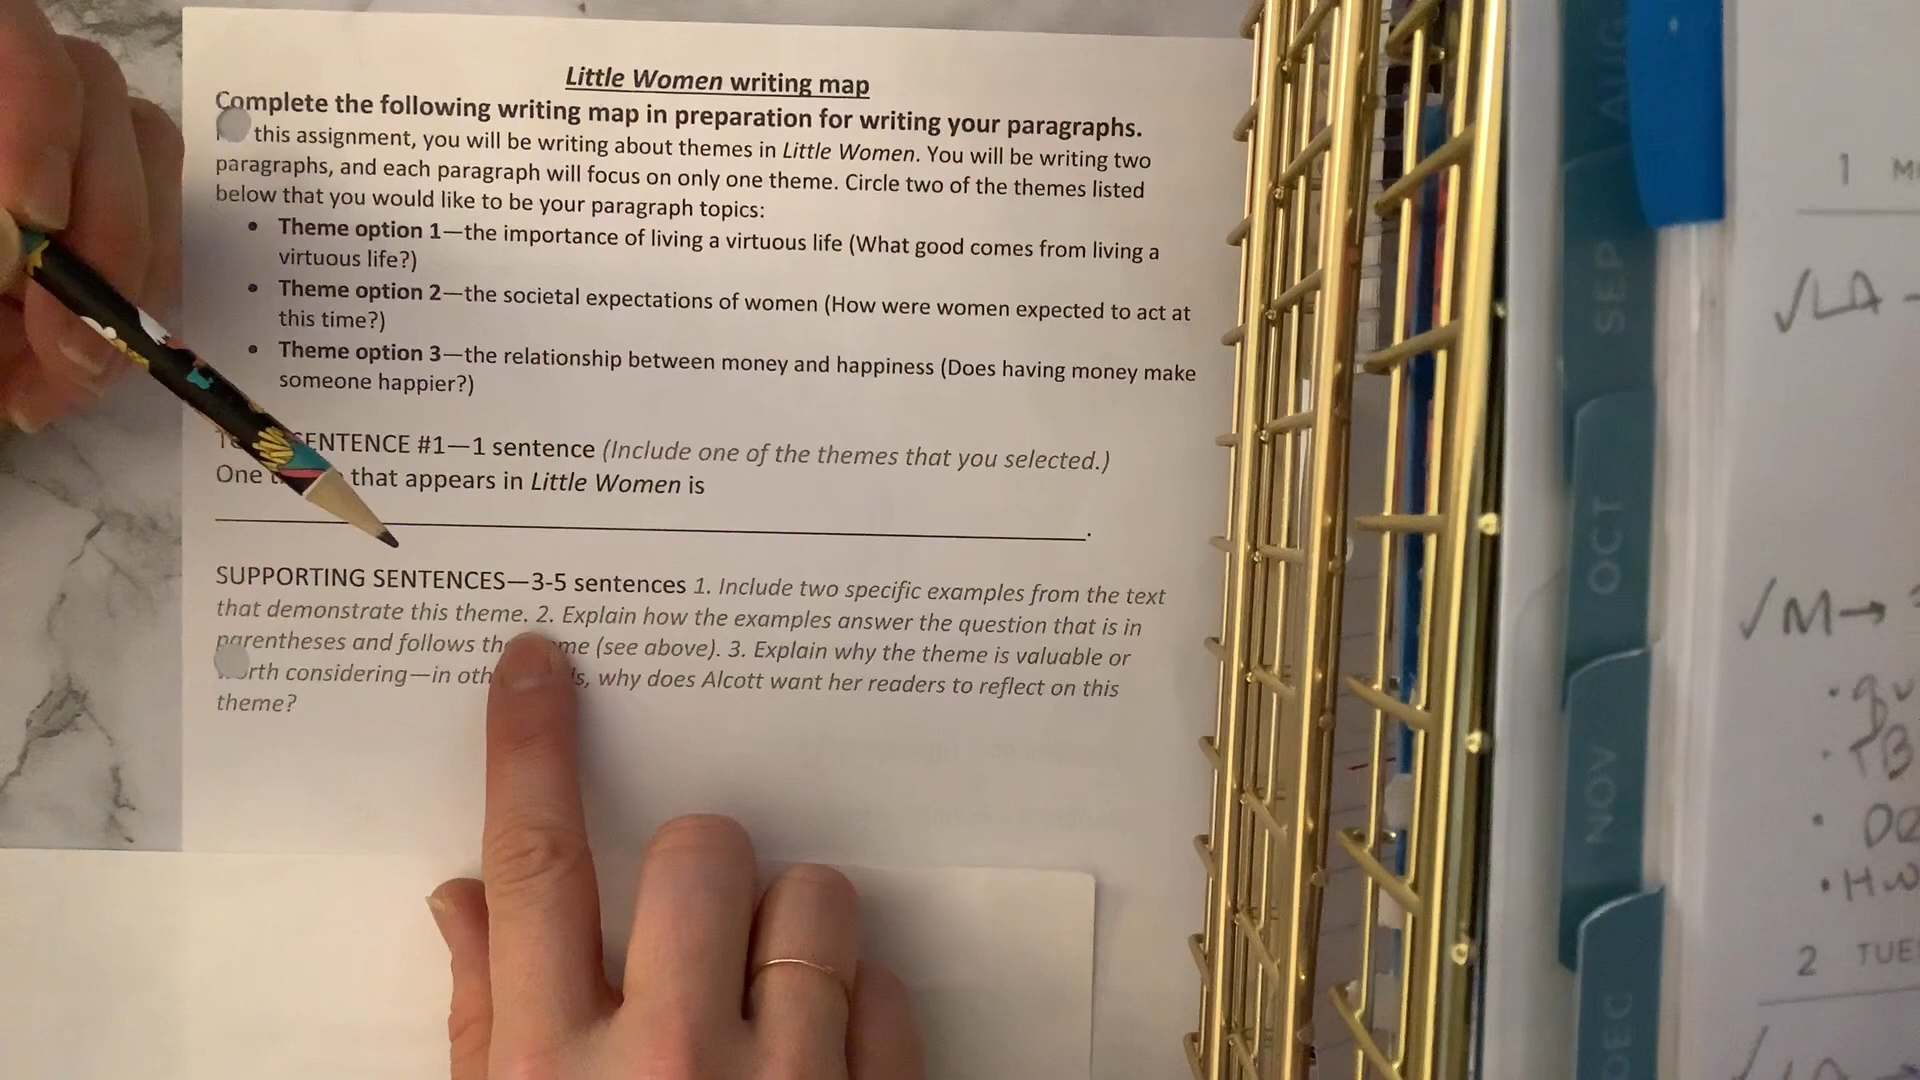 Little Women writing map
Complete the following writing map in preparation for writing your paragraphs.
this assignment, you will be writing about themes in Little Women. You will be writing two
paragraphs, and each paragraph will focus on only one theme. Circle two of the themes listed
below that you would like to be your paragraph topics:
• Theme option 1—the importance of living a virtuous life (What good comes from living a
virtuous life?)
• Theme option 2—the societal expectations of women (How were women expected to act at
this time?)
• Theme option 3—the relationship between money and happiness (Does having money make
someone happier?)
SENTENCE #1—1 sentence (Include one of the themes that you selected.)
One that appears in Little Women is
.
SUPPORTING SENTENCES—3-5 sentences 1. Include two specific examples from the text
that demonstrate this theme. 2. Explain how the examples answer the question that is in
parentheses and follows (see above). 3. Explain why the theme is valuable or
considering—in why does Alcott want her readers to reflect on this
theme?
AUG
SEP
OCT
NOV
DEC
1
√LA -
√M→
• HW
2 TUE